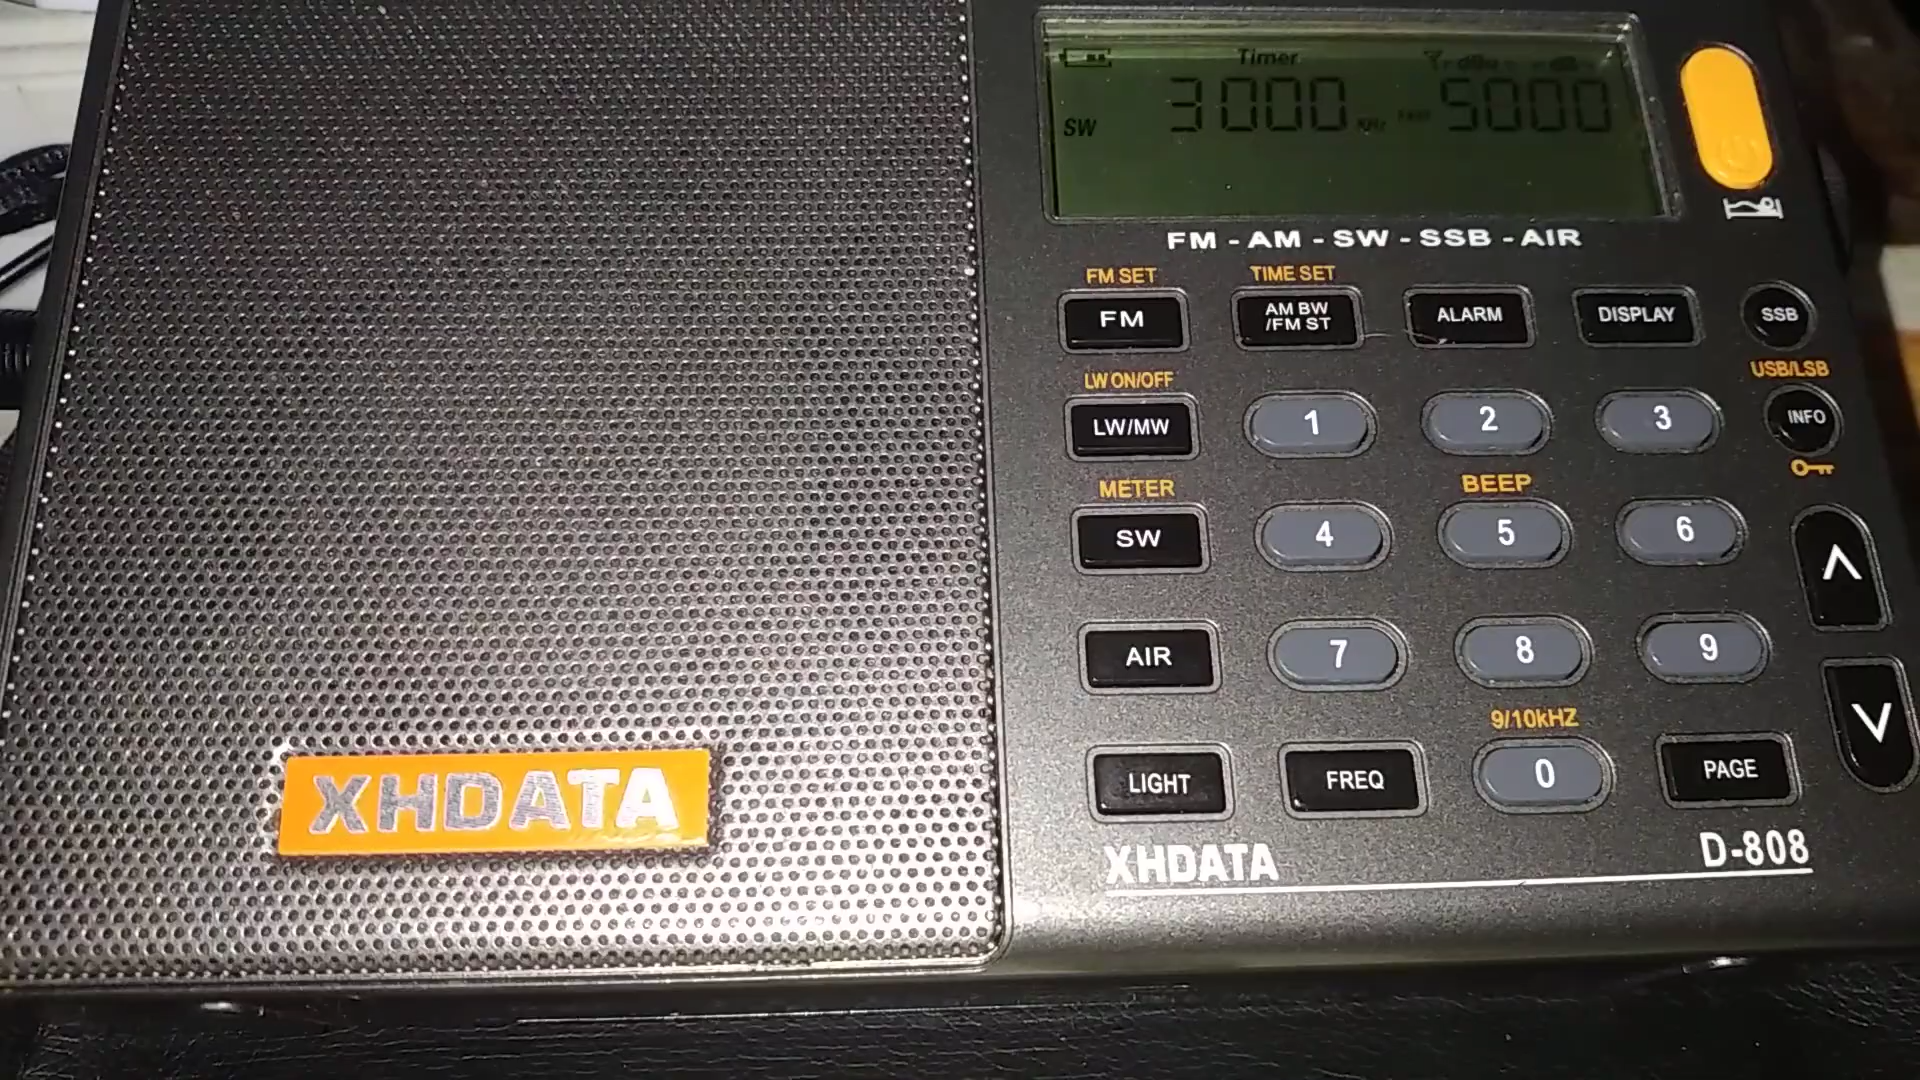 Timer
SW 3000 KHz 5000
FM - AM - SW - SSB - AIR
FM SET TIME SET
FM AM BW /FM ST ALARM DISPLAY SSB
LW ON/OFF USB/LSB
LW/MW 1 2 3 INFO
METER BEEP
SW 4 5 6
AIR 7 8 9
9/10kHZ
LIGHT FREQ 0 PAGE
XHDATA D-808
XHDATA